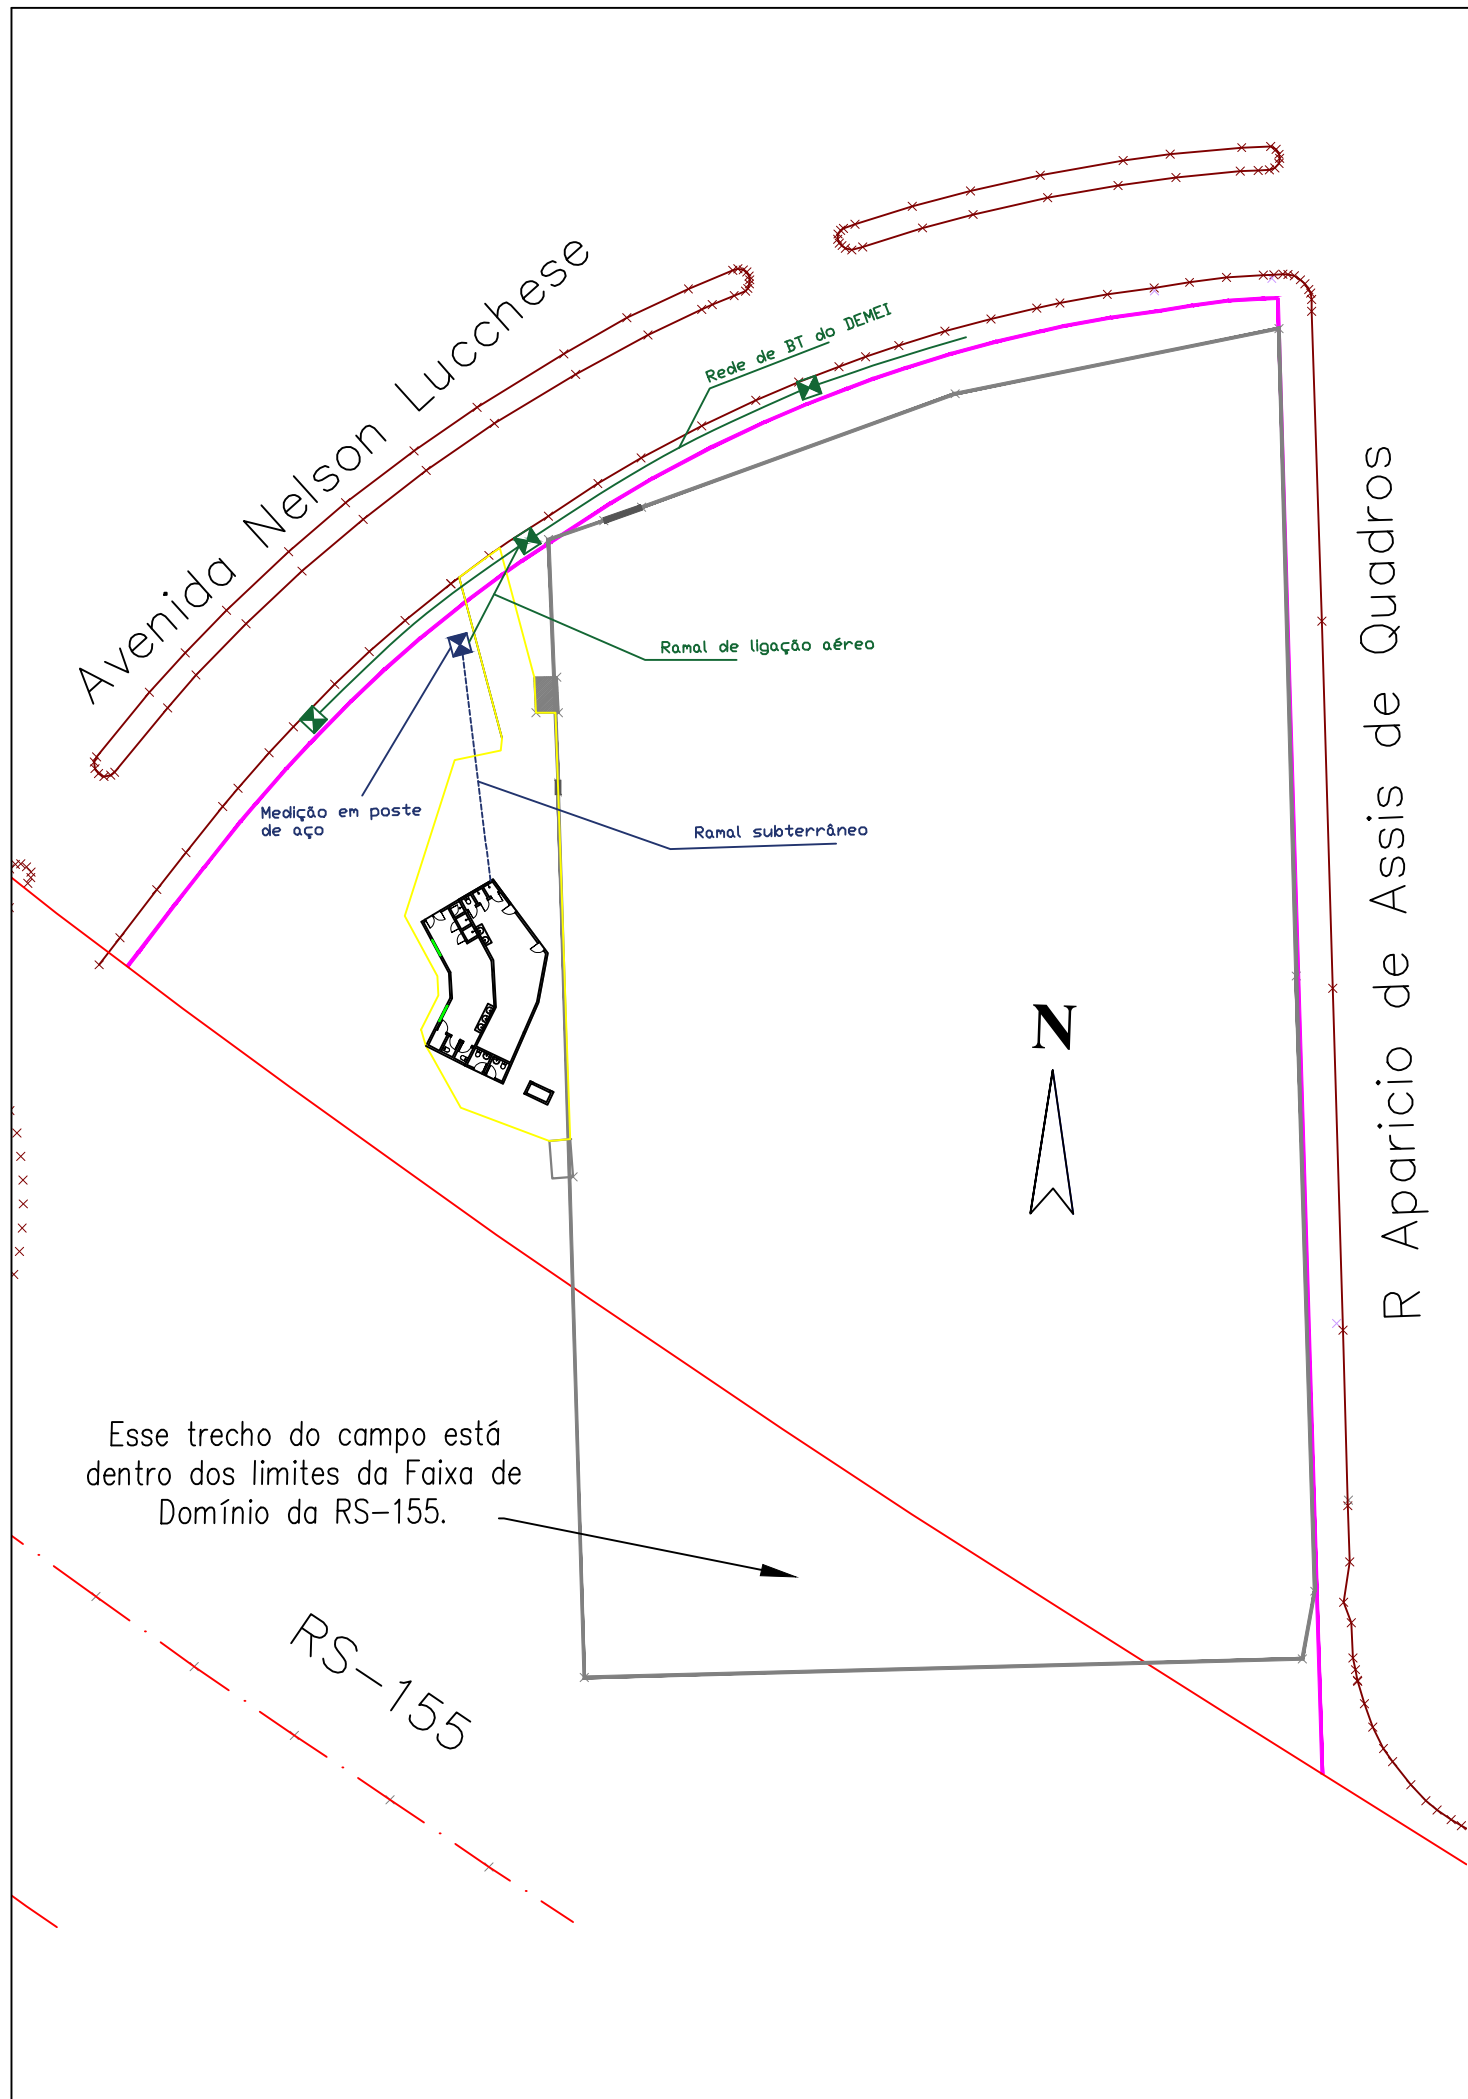 Avenida Nelson Lucchese
Rede de BT do DEMEI
R Aparicio de Assis de Quadros
Ramal de ligação aéreo
Medição em poste
de aço
Ramal subterrâneo
N
Esse trecho do campo está
dentro dos limites da Faixa de
Domínio da RS-155.
RS-155